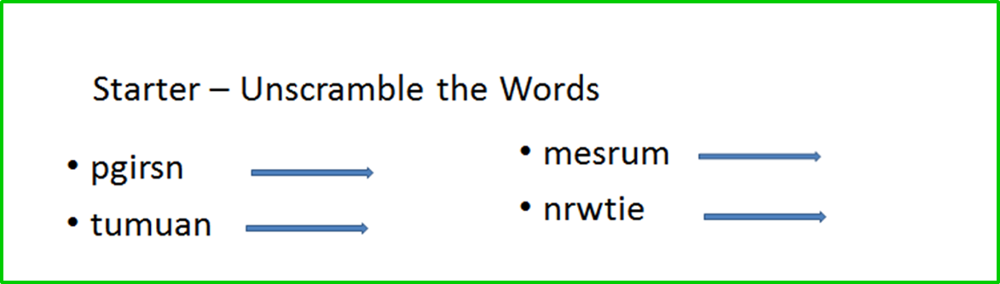 Starter – Unscramble the Words
• pgirsn
• tumuan
• mesrum
• nrwtie